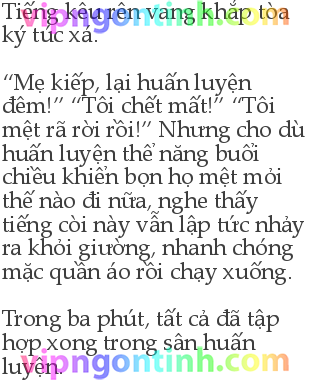 Tiếng kêu rên vang khắp tòa
ký túc xá.
“Mẹ kiếp, lại huấn luyện
đêm!” “Tôi chết mất!” “Tôi
mệt rã rời rồi!” Nhưng cho dù
huấn luyện thể năng buổi
chiều khiến bọn họ mệt mỏi
thế nào đi nữa, nghe thấy
tiếng còi này vẫn lập tức nhảy
ra khỏi giường, nhanh chóng
mặc quần áo rồi chạy xuống.
Trong ba phút, tất cả đã tập
hợp xong trong sân huấn
luyện.
vipngontinh.com
vipngontinh.com